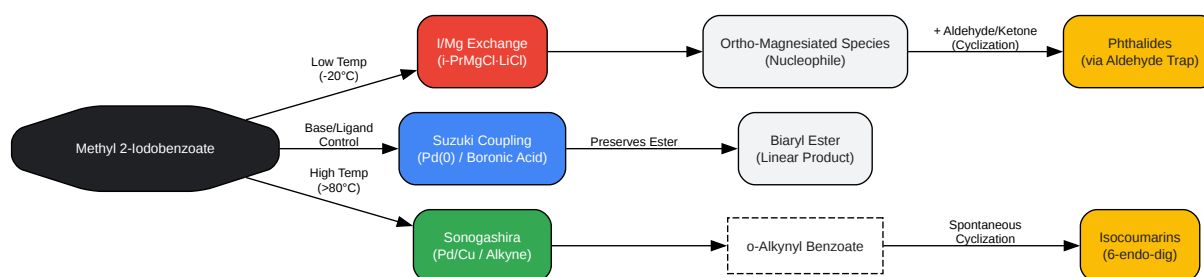 Methyl 2-Iodobenzoate
Low Temp
(-20°C)
I/Mg Exchange
(i-PrMgCl·LiCl)
Ortho-Magnesiated Species
(Nucleophile)
+ Aldehyde/Ketone
(Cyclization)
Phthalides
(via Aldehyde Trap)
Base/Ligand
Control
Suzuki Coupling
(Pd(0) / Boronic Acid)
Preserves Ester
Biaryl Ester
(Linear Product)
High Temp
(>80°C)
Sonogashira
(Pd/Cu / Alkyne)
o-Alkynyl Benzoate
Spontaneous
Cyclization
Isocoumarins
(6-endo-dig)